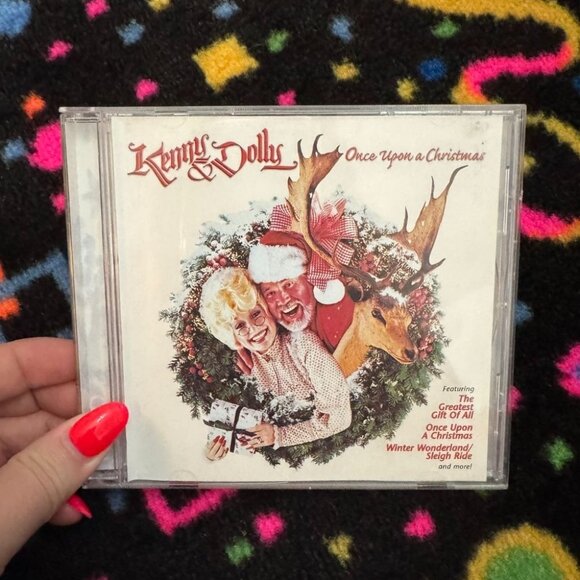 Kenny & Dolly
Once Upon a Christmas
Featuring
The
Greatest
Gift Of All
Once Upon
A Christmas
Winter Wonderland/
Sleigh Ride
and more!